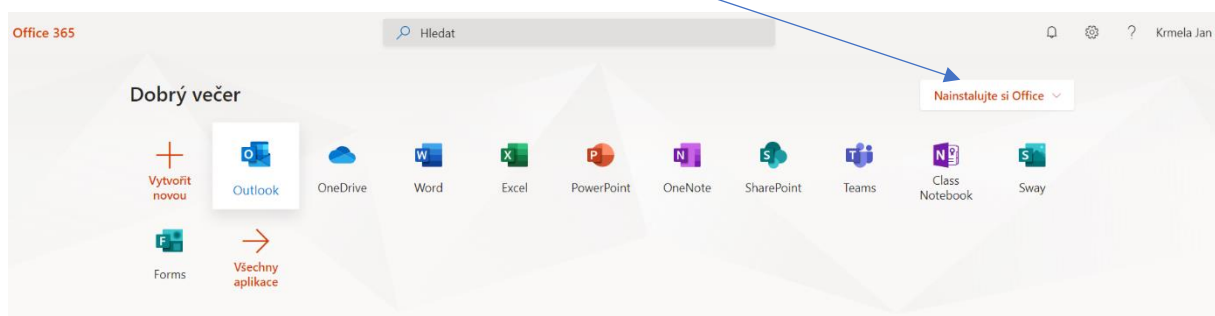 Office 365
Hledat
Krmela Jan
Dobrý večer
Nainstalujte si Office
Vytvořit
novou
Outlook
OneDrive
Word
Excel
PowerPoint
OneNote
SharePoint
Teams
Class
Notebook
Sway
Forms
Všechny
aplikace